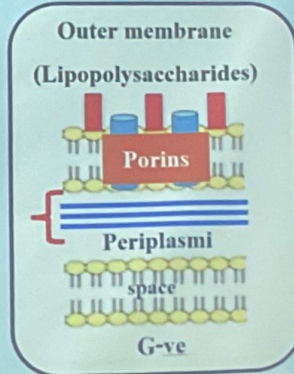 Outer membrane
(Lipopolysaccharides)
Porins
Periplasmi
space
G-ve